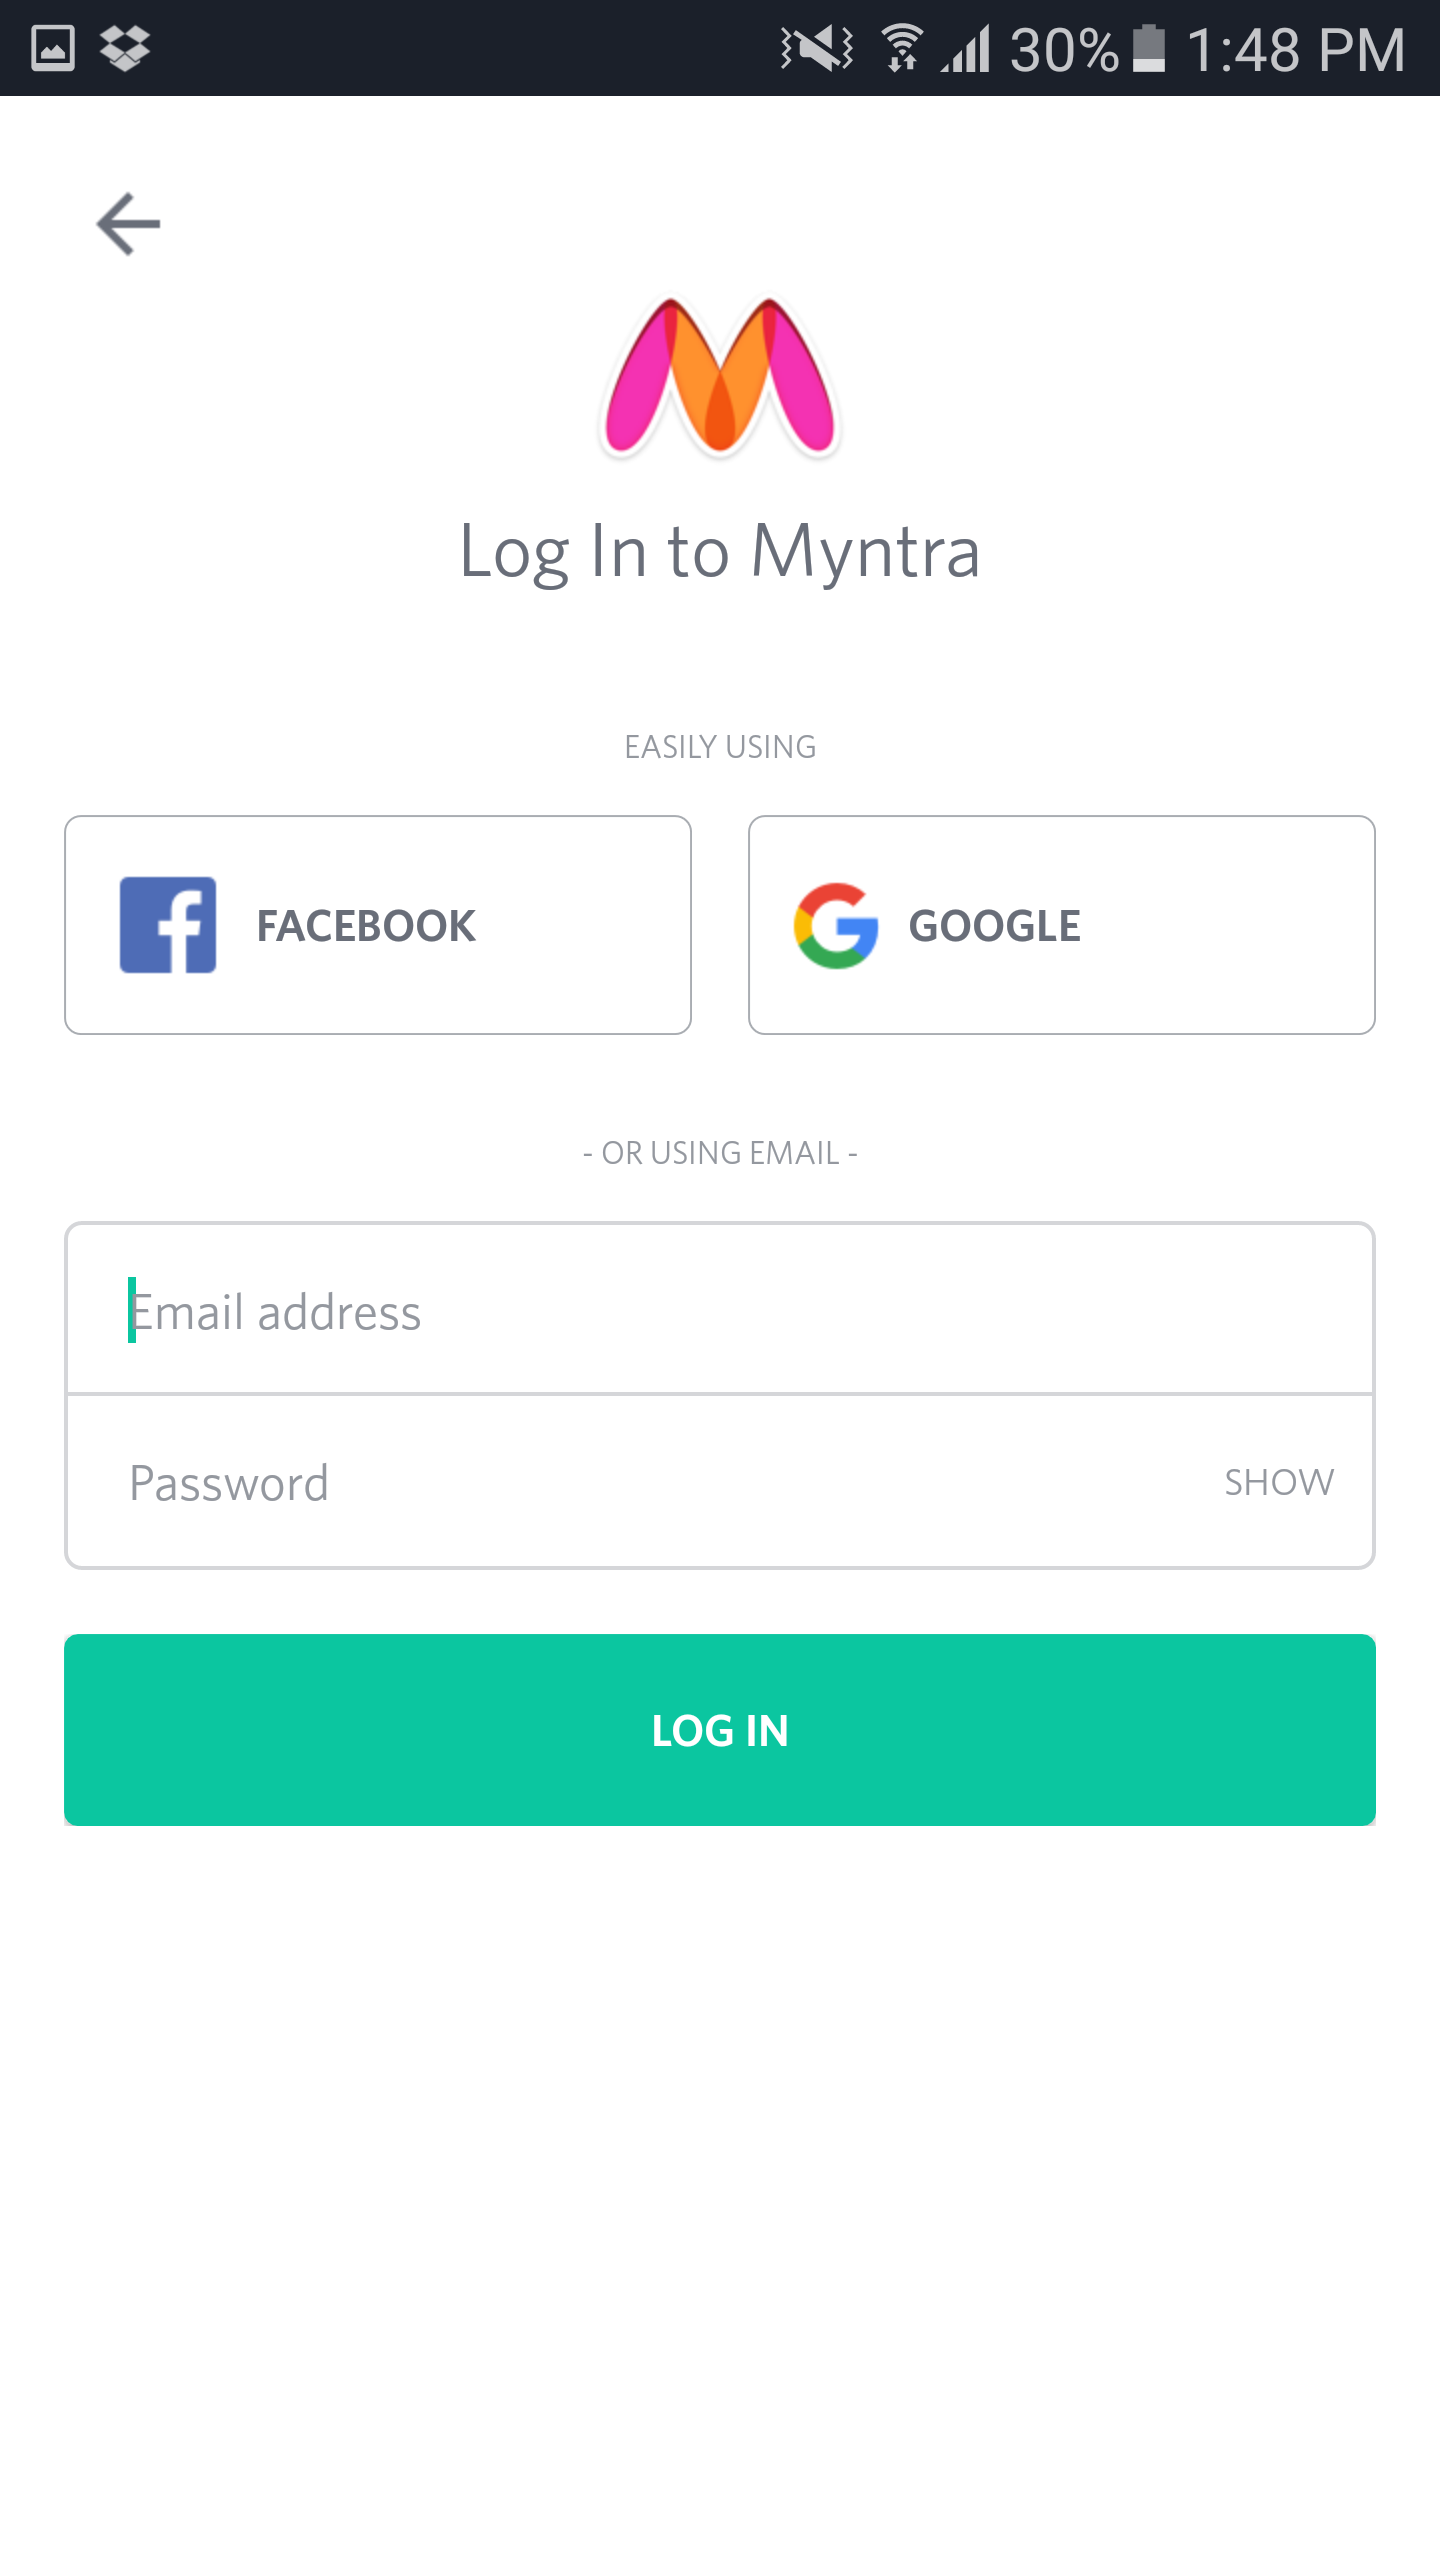 30% 1:48 PM
Log In to Myntra
EASILY USING
FACEBOOK GOOGLE
- OR USING EMAIL -
Email address
Password SHOW
LOG IN